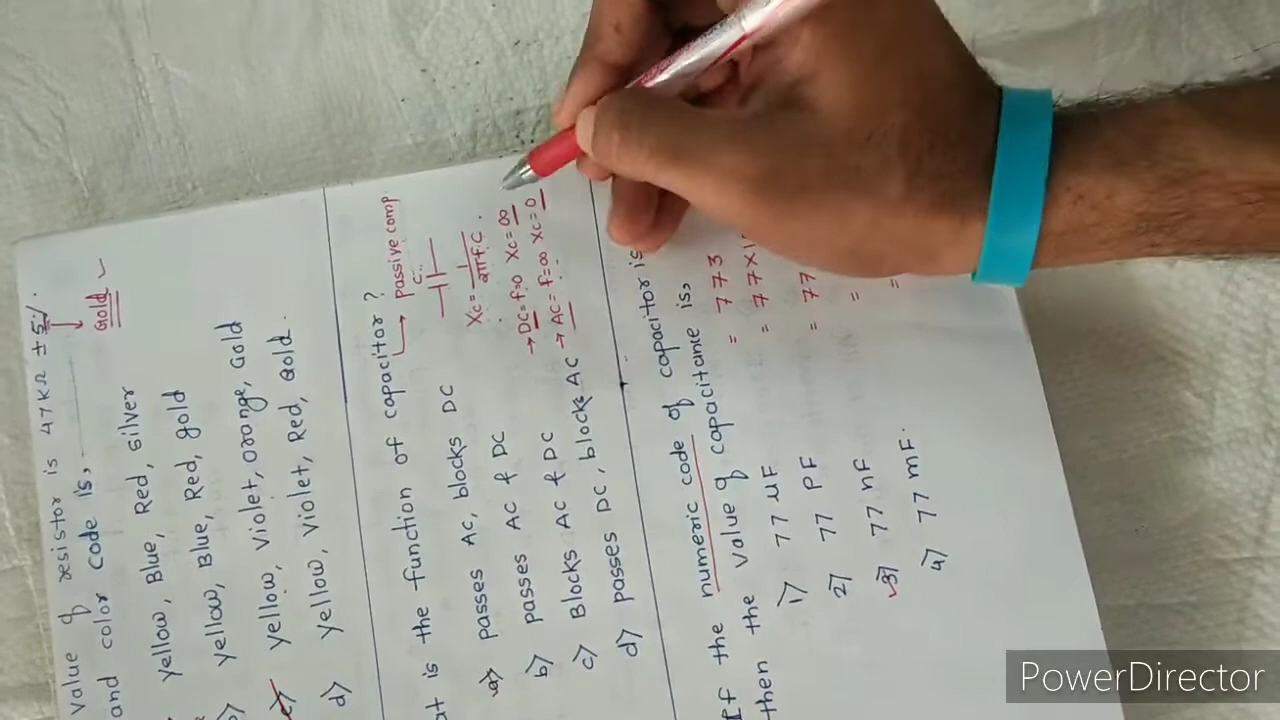 value of resistor is 47KΩ ±5%.
and color code is,
Gold
Yellow, Blue, Red, silver
Yellow, Blue, Red, gold
c) Yellow, violet, orange, Gold
d) Yellow, violet, Red, Gold.
at is the function of capacitor?
→ passive comp.
C
Xc = 1/2πf.C.
→ DC = f=0 Xc = ∞
→ AC = f=∞ Xc = 0
a) passes AC, blocks DC
b) passes AC & DC
c) Blocks AC & DC
d) passes DC, blocks AC
If the numeric code of capacitor is
then the value of capacitance is,
= 773
= 77×1
= 77
=
=
1) 77 μF
2) 77 PF
3) 77 nF
4) 77 mF.
PowerDirector